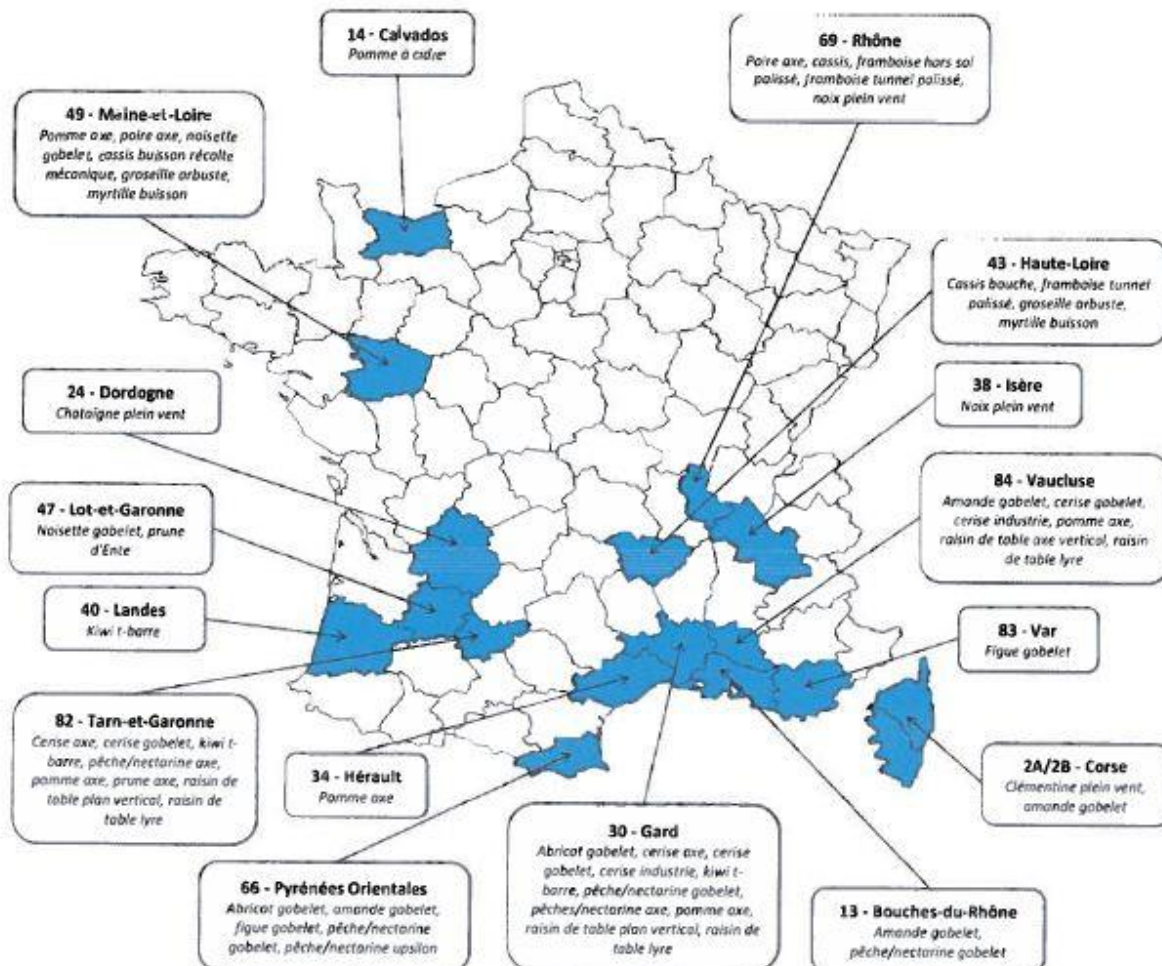 14 - Calvados
Pomme à cidre
69 - Rhône
Poire axe, cassis, framboise hors sol
palissé, framboise tunnel palissé,
noix plein vent
49 - Maine-et-Loire
Pomme axe, poire axe, noisette
gobelet, cassis buisson récolte
mécanique, groseille arbuste,
myrtille buisson
43 - Haute-Loire
Cassis bouche, framboise tunnel
palissé, groseille arbuste,
myrtille buisson
24 - Dordogne
Chataigne plein vent
38 - Isère
Noix plein vent
84 - Vaucluse
Amande gobelet, cerise gobelet,
cerise industrie, pomme axe,
raisin de table axe vertical, raisin
de table lyre
47 - Lot-et-Garonne
Noisette gobelet, prune
d'Ente
40 - Landes
Kiwi t-barre
83 - Var
Figue gobelet
82 - Tarn-et-Garonne
Cerise axe, cerise gobelet, kiwi t-
barre, pêche/nectarine axe,
pomme axe, prune axe, raisin de
table plan vertical, raisin de
table lyre
34 - Hérault
Pomme axe
2A/2B - Corse
Clémentine plein vent,
amande gobelet
30 - Gard
Abricot gobelet, cerise axe, cerise
gobelet, cerise industrie, kiwi t-
barre, pêche/nectarine gobelet,
pêches/nectarine axe, pomme axe,
raisin de table plan vertical, raisin de
table lyre
66 - Pyrénées Orientales
Abricot gobelet, amande gobelet,
figue gobelet, pêche/nectarine
gobelet, pêche/nectarine upsilon
13 - Bouches-du-Rhône
Amande gobelet,
pêche/nectarine gobelet